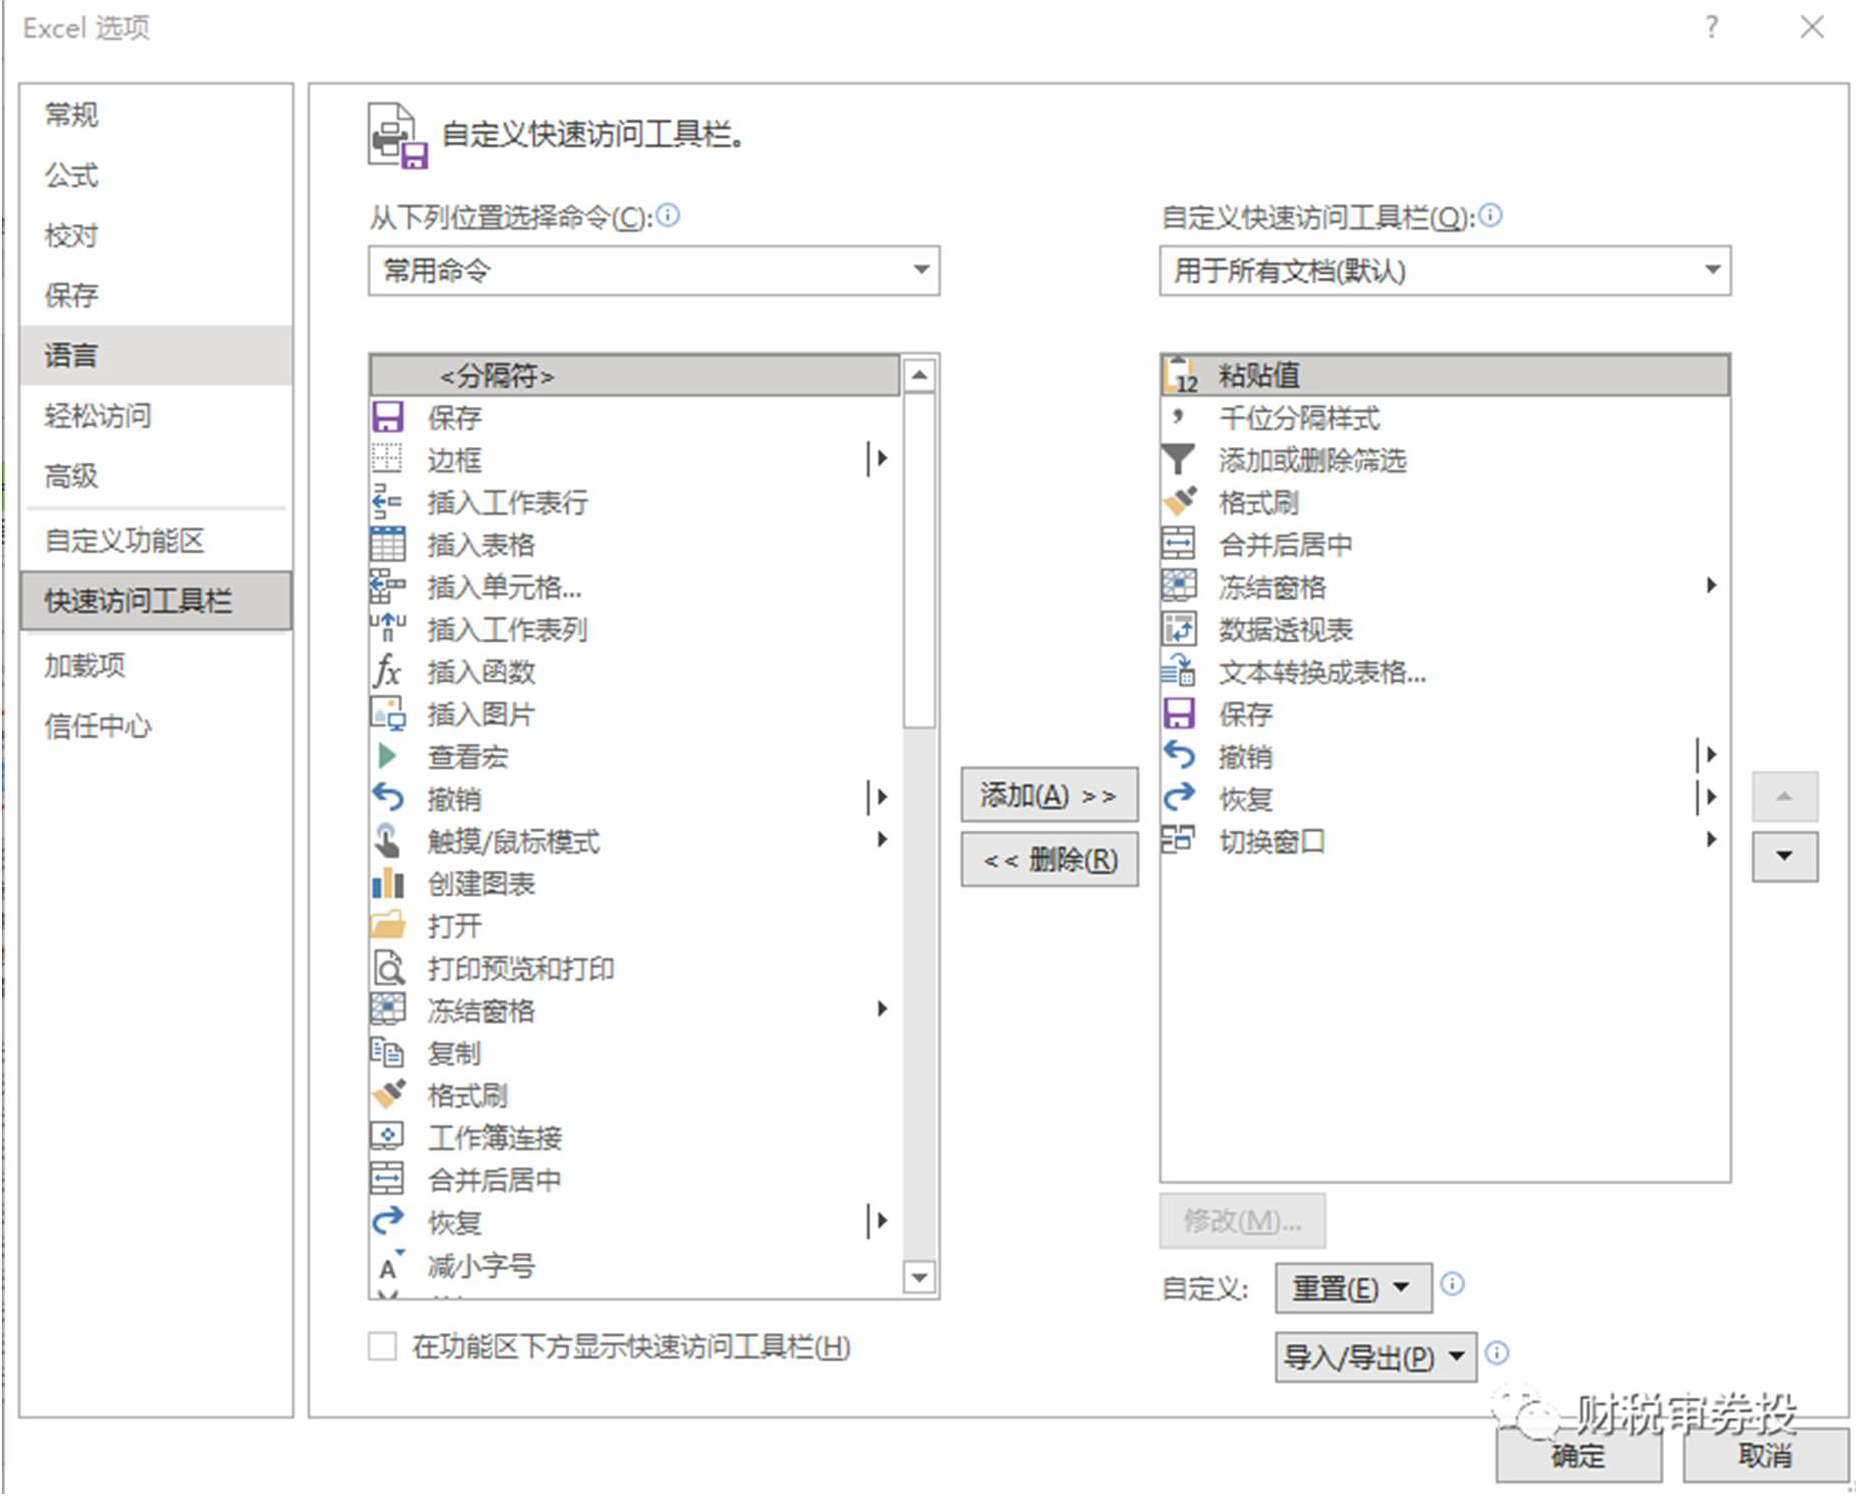 Excel 选项
?
常规
公式
校对
保存
语言
轻松访问
高级
自定义功能区
快速访问工具栏
加载项
信任中心
自定义快速访问工具栏。
从下列位置选择命令(C):
常用命令
<分隔符>
保存
边框
插入工作表行
插入表格
插入单元格...
插入工作表列
插入函数
插入图片
查看宏
撤销
触摸/鼠标模式
创建图表
打开
打印预览和打印
冻结窗格
复制
格式刷
工作簿连接
合并后居中
恢复
减小字号
在功能区下方显示快速访问工具栏(H)
添加(A) >>
<< 删除(R)
自定义快速访问工具栏(Q):
用于所有文档(默认)
12 粘贴值
千位分隔样式
添加或删除筛选
格式刷
合并后居中
冻结窗格
数据透视表
文本转换成表格...
保存
撤销
恢复
切换窗口
修改(M)...
自定义: 重置(E)
导入/导出(P)
财税审券投
确定
取消